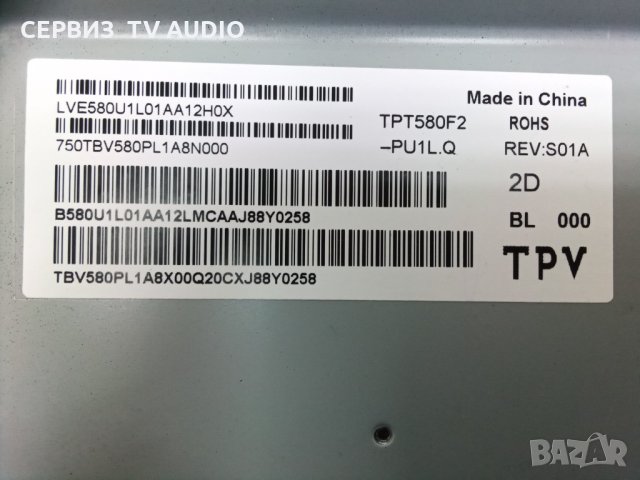 СЕРВИЗ TV AUDIO
Made in China
LVE580U1L01AA12H0X
TPT580F2
ROHS
750TBV580PL1A8N000
–PU1L.Q
REV:S01A
2D
B580U1L01AA12LMCAAJ88Y0258
BL 000
TBV580PL1A8X00Q20CXJ88Y0258
TPV
BAZAR